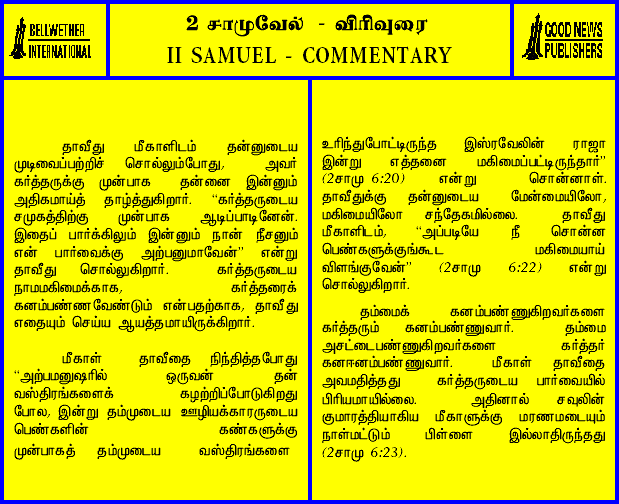 BELLWETHER
INTERNATIONAL
2 சாமுவேல் - விரிவுரை
II SAMUEL - COMMENTARY
GOOD NEWS
PUBLISHERS
தாவீது மீகாளிடம் தன்னுடைய
முடிவைப்பற்றிச் சொல்லும்போது, அவர்
கர்த்தருக்கு முன்பாக தன்னை இன்னும்
அதிகமாய்த் தாழ்த்துகிறார். “கர்த்தருடைய
சமுகத்திற்கு முன்பாக ஆடிப்பாடினேன்.
இதைப் பார்க்கிலும் இன்னும் நான் நீசனும்
என் பார்வைக்கு அற்பனுமாவேன்” என்று
தாவீது சொல்லுகிறார். கர்த்தருடைய
நாமமகிமைக்காக, கர்த்தரைக்
கனம்பண்ணவேண்டும் என்பதற்காக, தாவீது
எதையும் செய்ய ஆயத்தமாயிருக்கிறார்.
மீகாள் தாவீதை நிந்தித்தபோது
“அற்பமனுஷரில் ஒருவன் தன்
வஸ்திரங்களைக் கழற்றிப்போடுகிறது
போல, இன்று தம்முடைய ஊழியக்காரருடைய
பெண்களின் கண்களுக்கு
முன்பாகத் தம்முடைய வஸ்திரங்களை
உரிந்துபோட்டிருந்த இஸ்ரவேலின் ராஜா
இன்று எத்தனை மகிமைப்பட்டிருந்தார்”
(2சாமு 6:20) என்று சொன்னாள்.
தாவீதுக்கு தன்னுடைய மேன்மையிலோ,
மகிமையிலோ சந்தேகமில்லை. தாவீது
மீகாளிடம், “அப்படியே நீ சொன்ன
பெண்களுக்குங்கூட மகிமையாய்
விளங்குவேன்” (2சாமு 6:22) என்று
சொல்லுகிறார்.
தம்மைக் கனம்பண்ணுகிறவர்களை
கர்த்தரும் கனம்பண்ணுவார். தம்மை
அசட்டைபண்ணுகிறவர்களை கர்த்தர்
கனஈனம்பண்ணுவார். மீகாள் தாவீதை
அவமதித்தது கர்த்தருடைய பார்வையில்
பிரியமாயில்லை. அதினால் சவுலின்
குமாரத்தியாகிய மீகாளுக்கு மரணமடையும்
நாள்மட்டும் பிள்ளை இல்லாதிருந்தது
(2சாமு 6:23).